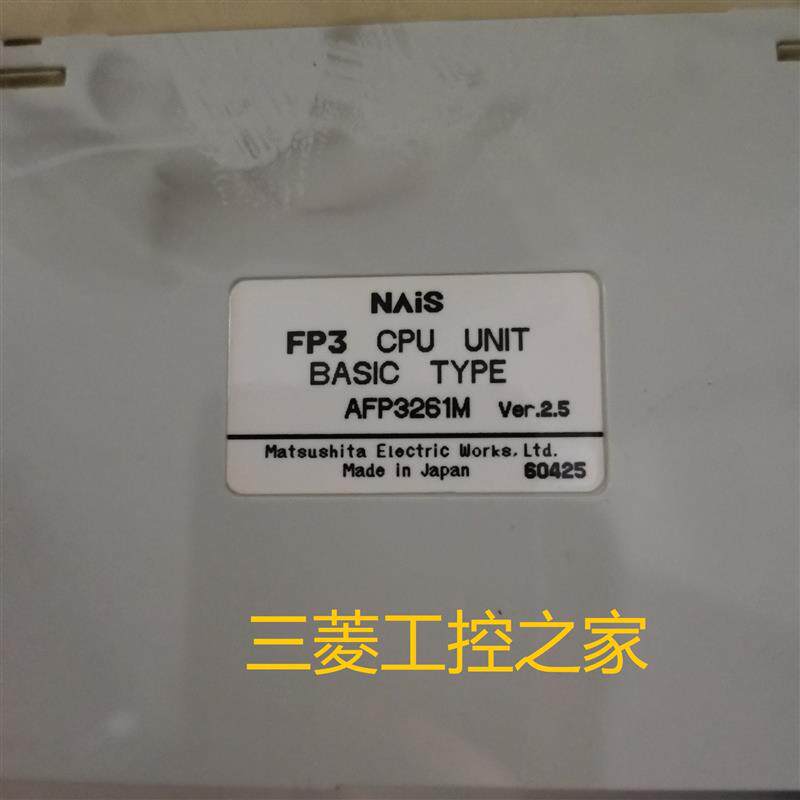 NAiS
FP3 CPU UNIT
BASIC TYPE
AFP3261M Ver.2.5
Matsushita Electric Works, Ltd.
Made in Japan 60425
三菱工控之家